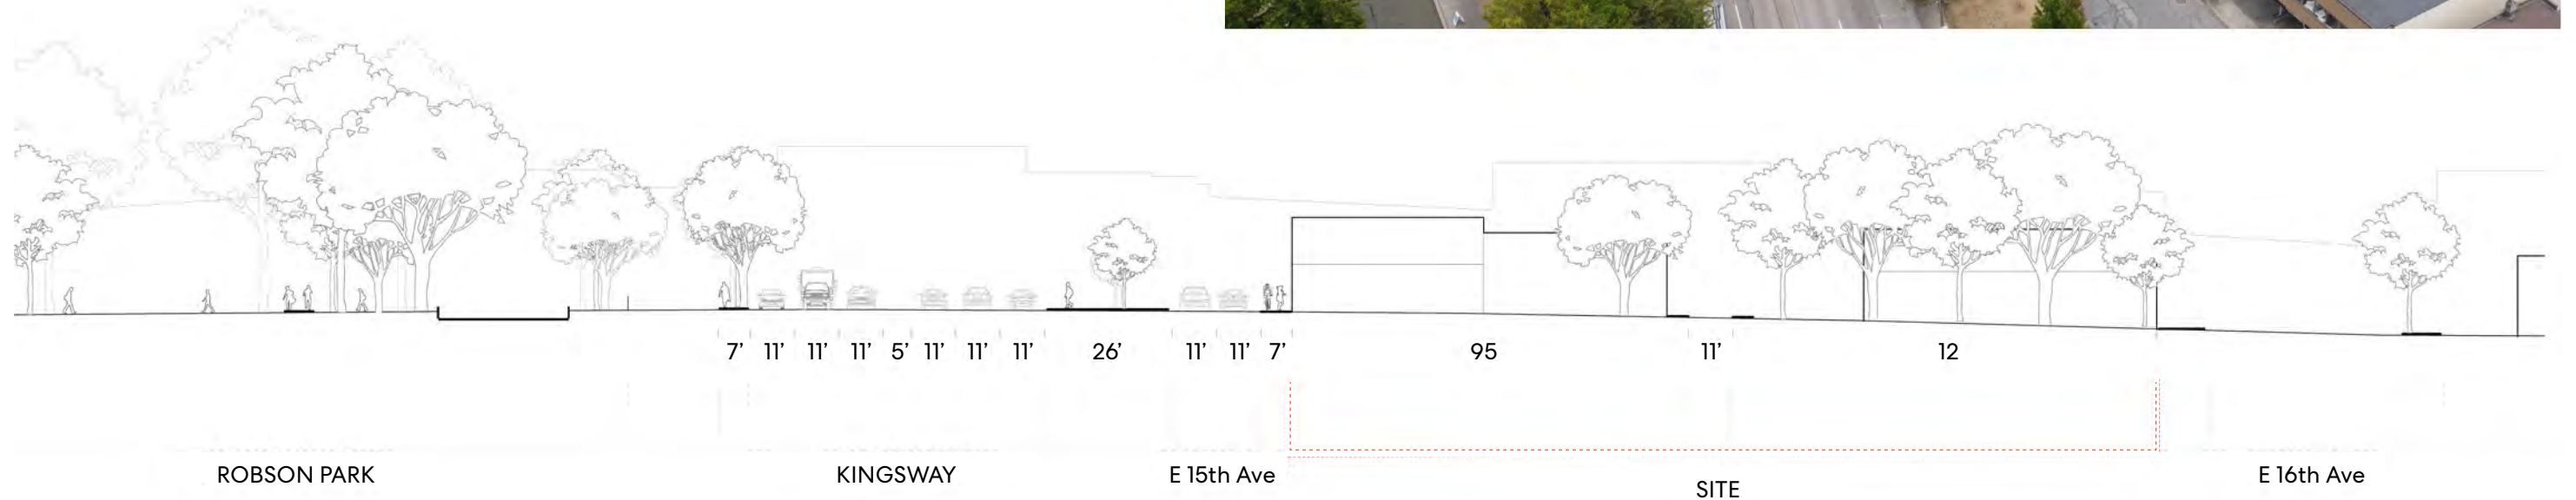 7’ 11’ 11’ 11’ 5’ 11’ 11’ 11’ 26’ 11’ 11’ 7’ 95 11’ 12
ROBSON PARK KINGSWAY E 15th Ave SITE E 16th Ave